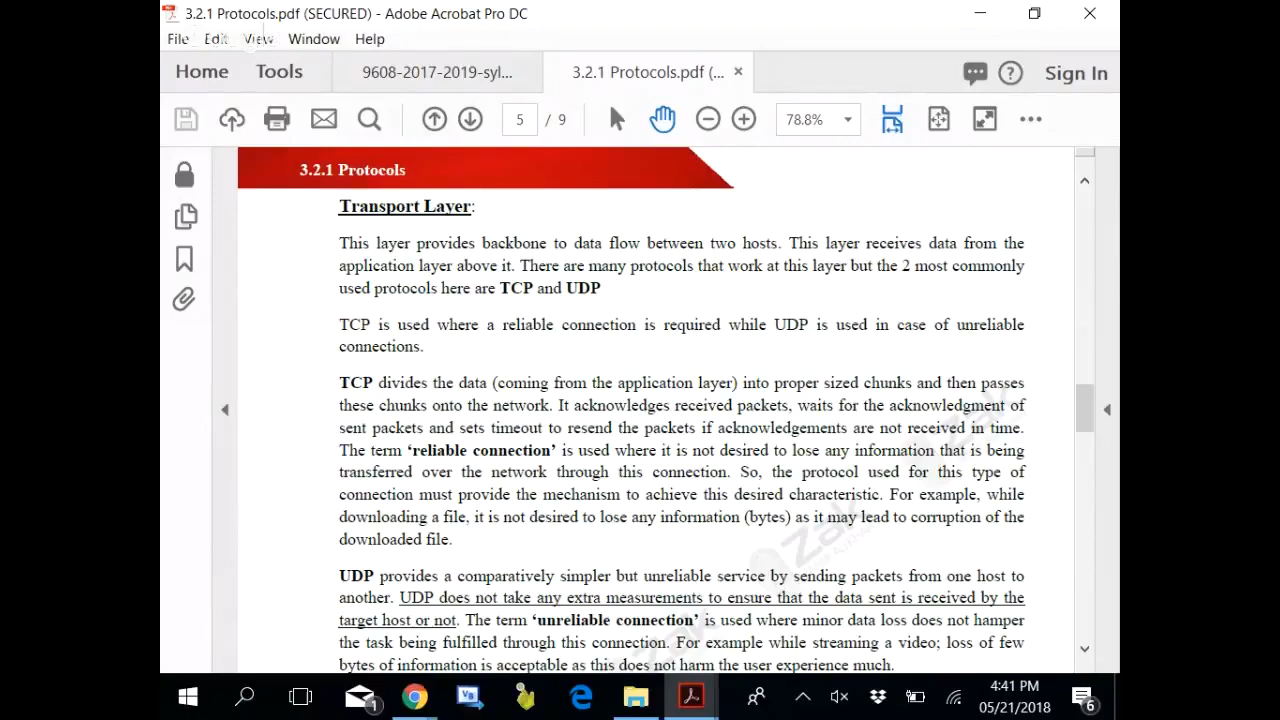 3.2.1 Protocols.pdf (SECURED) - Adobe Acrobat Pro DC
File Edit View Window Help
Home Tools 9608-2017-2019-syl... 3.2.1 Protocols.pdf (... × Sign In
5 / 9 78.8%
3.2.1 Protocols
Transport Layer:
This layer provides backbone to data flow between two hosts. This layer receives data from the
application layer above it. There are many protocols that work at this layer but the 2 most commonly
used protocols here are TCP and UDP
TCP is used where a reliable connection is required while UDP is used in case of unreliable
connections.
TCP divides the data (coming from the application layer) into proper sized chunks and then passes
these chunks onto the network. It acknowledges received packets, waits for the acknowledgment of
sent packets and sets timeout to resend the packets if acknowledgements are not received in time.
The term ‘reliable connection’ is used where it is not desired to lose any information that is being
transferred over the network through this connection. So, the protocol used for this type of
connection must provide the mechanism to achieve this desired characteristic. For example, while
downloading a file, it is not desired to lose any information (bytes) as it may lead to corruption of the
downloaded file.
UDP provides a comparatively simpler but unreliable service by sending packets from one host to
another. UDP does not take any extra measurements to ensure that the data sent is received by the
target host or not. The term ‘unreliable connection’ is used where minor data loss does not hamper
the task being fulfilled through this connection. For example while streaming a video; loss of few
bytes of information is acceptable as this does not harm the user experience much.
Zak
Zak
Zak
1 VB 4:41 PM
05/21/2018 6